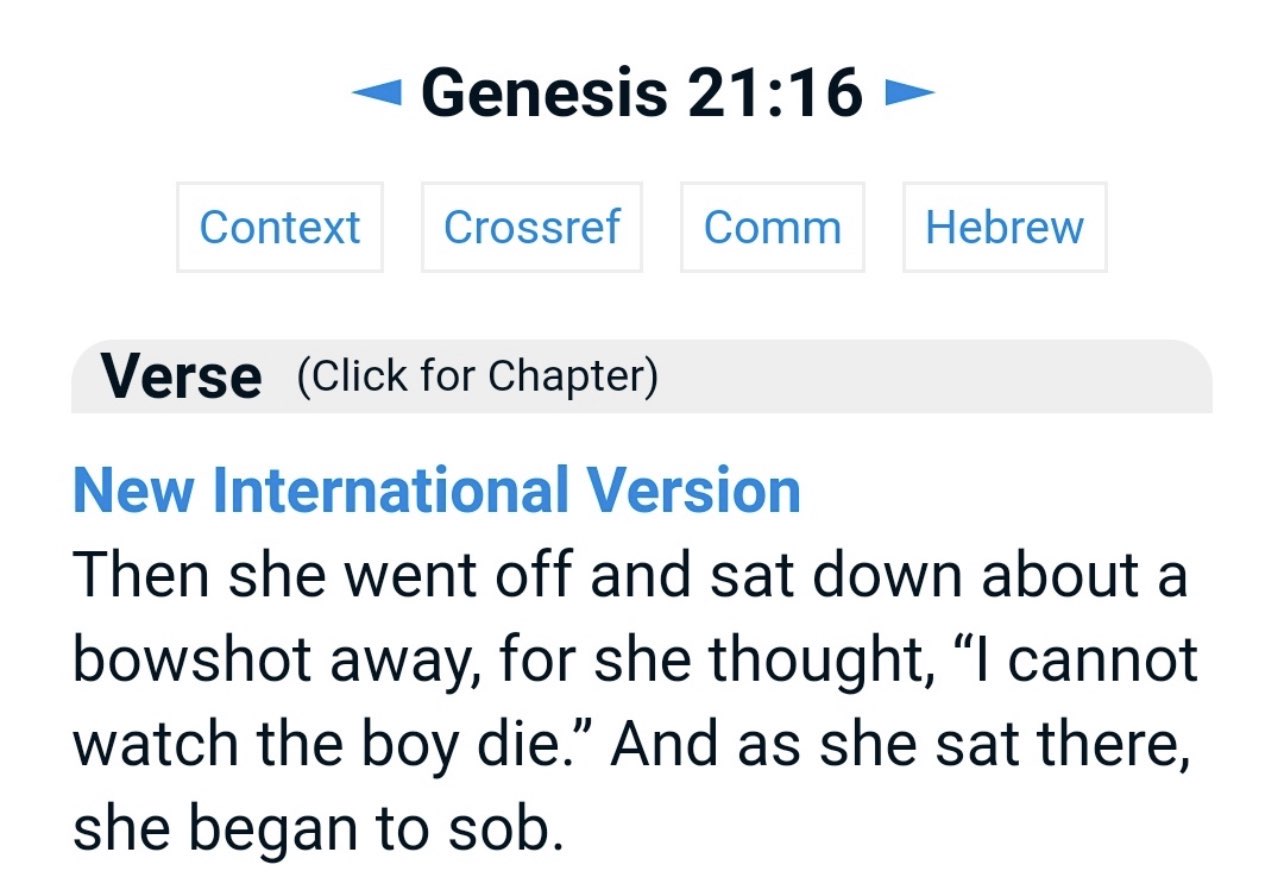 ◄ Genesis 21:16 ►
Context Crossref Comm Hebrew
Verse (Click for Chapter)
New International Version
Then she went off and sat down about a
bowshot away, for she thought, “I cannot
watch the boy die.” And as she sat there,
she began to sob.